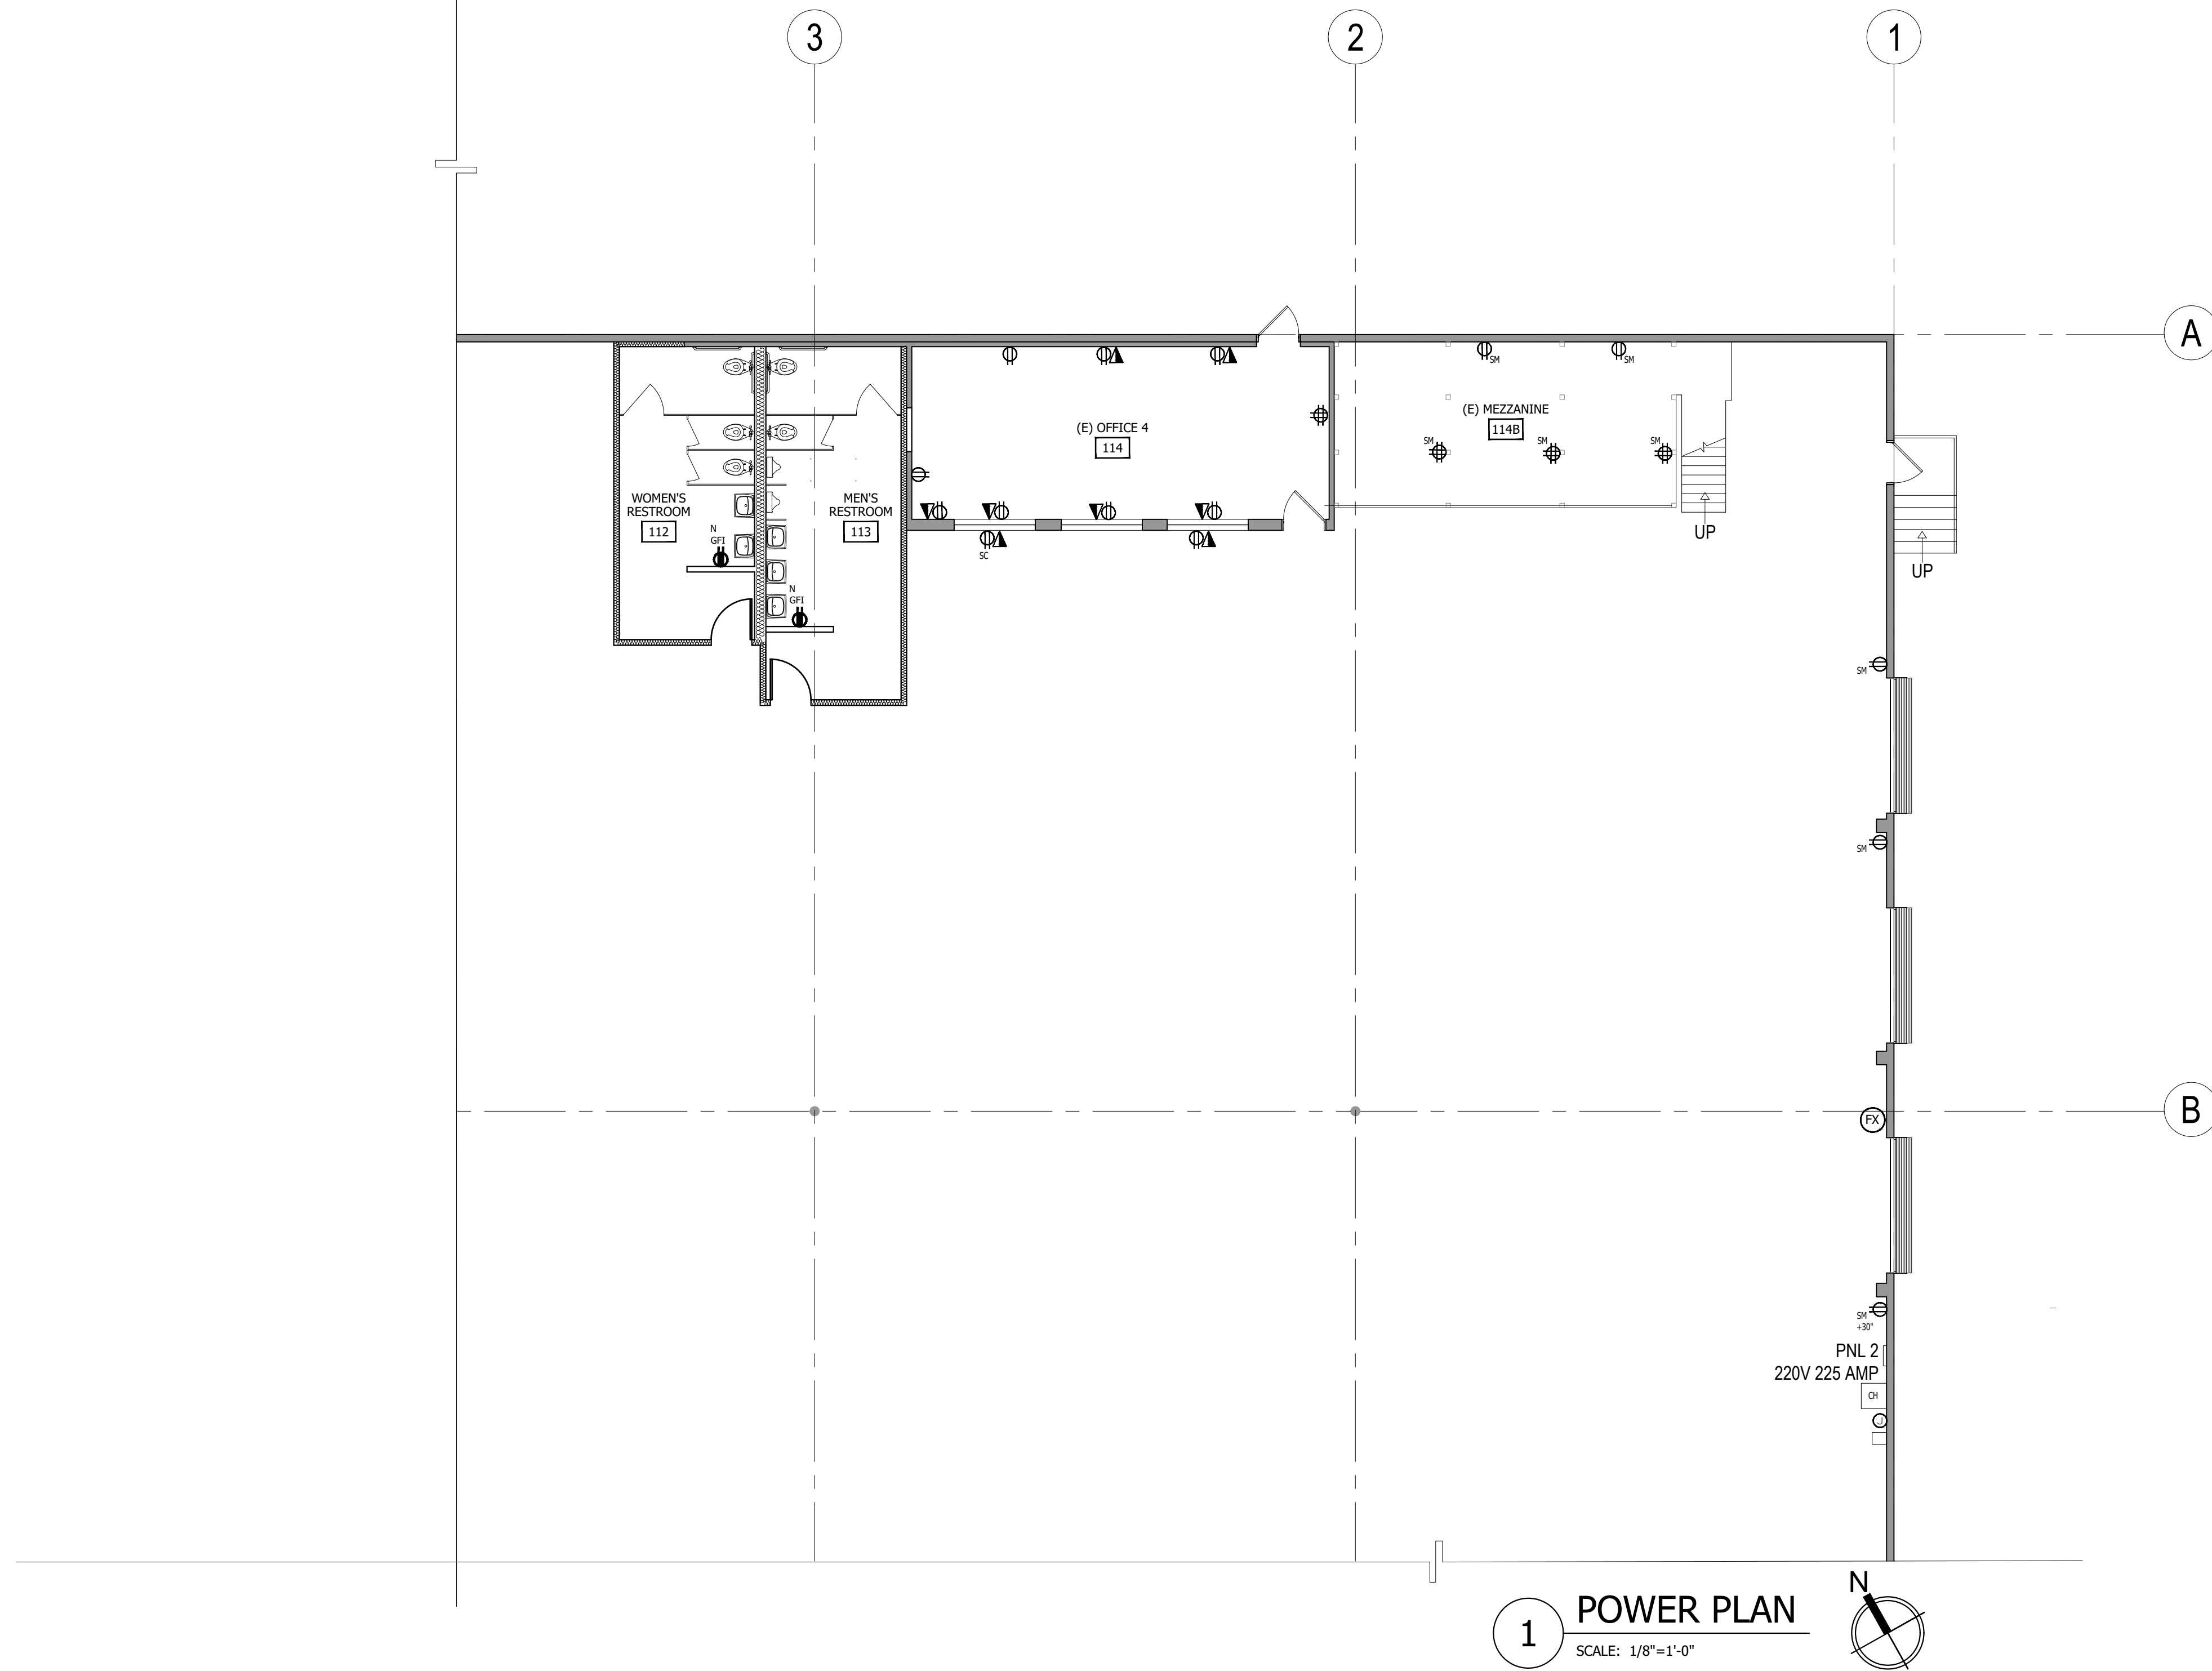 3
2
1
A
SM
SM
(E) MEZZANINE
114B
(E) OFFICE 4
114
SM
SM
SM
WOMEN'S
RESTROOM
112
MEN'S
RESTROOM
113
N
GFI
UP
SC
UP
N
GFI
SM
SM
B
FX
SM
+30"
PNL 2
220V 225 AMP
CH
J
1
POWER PLAN
SCALE: 1/8"=1'-0"
N